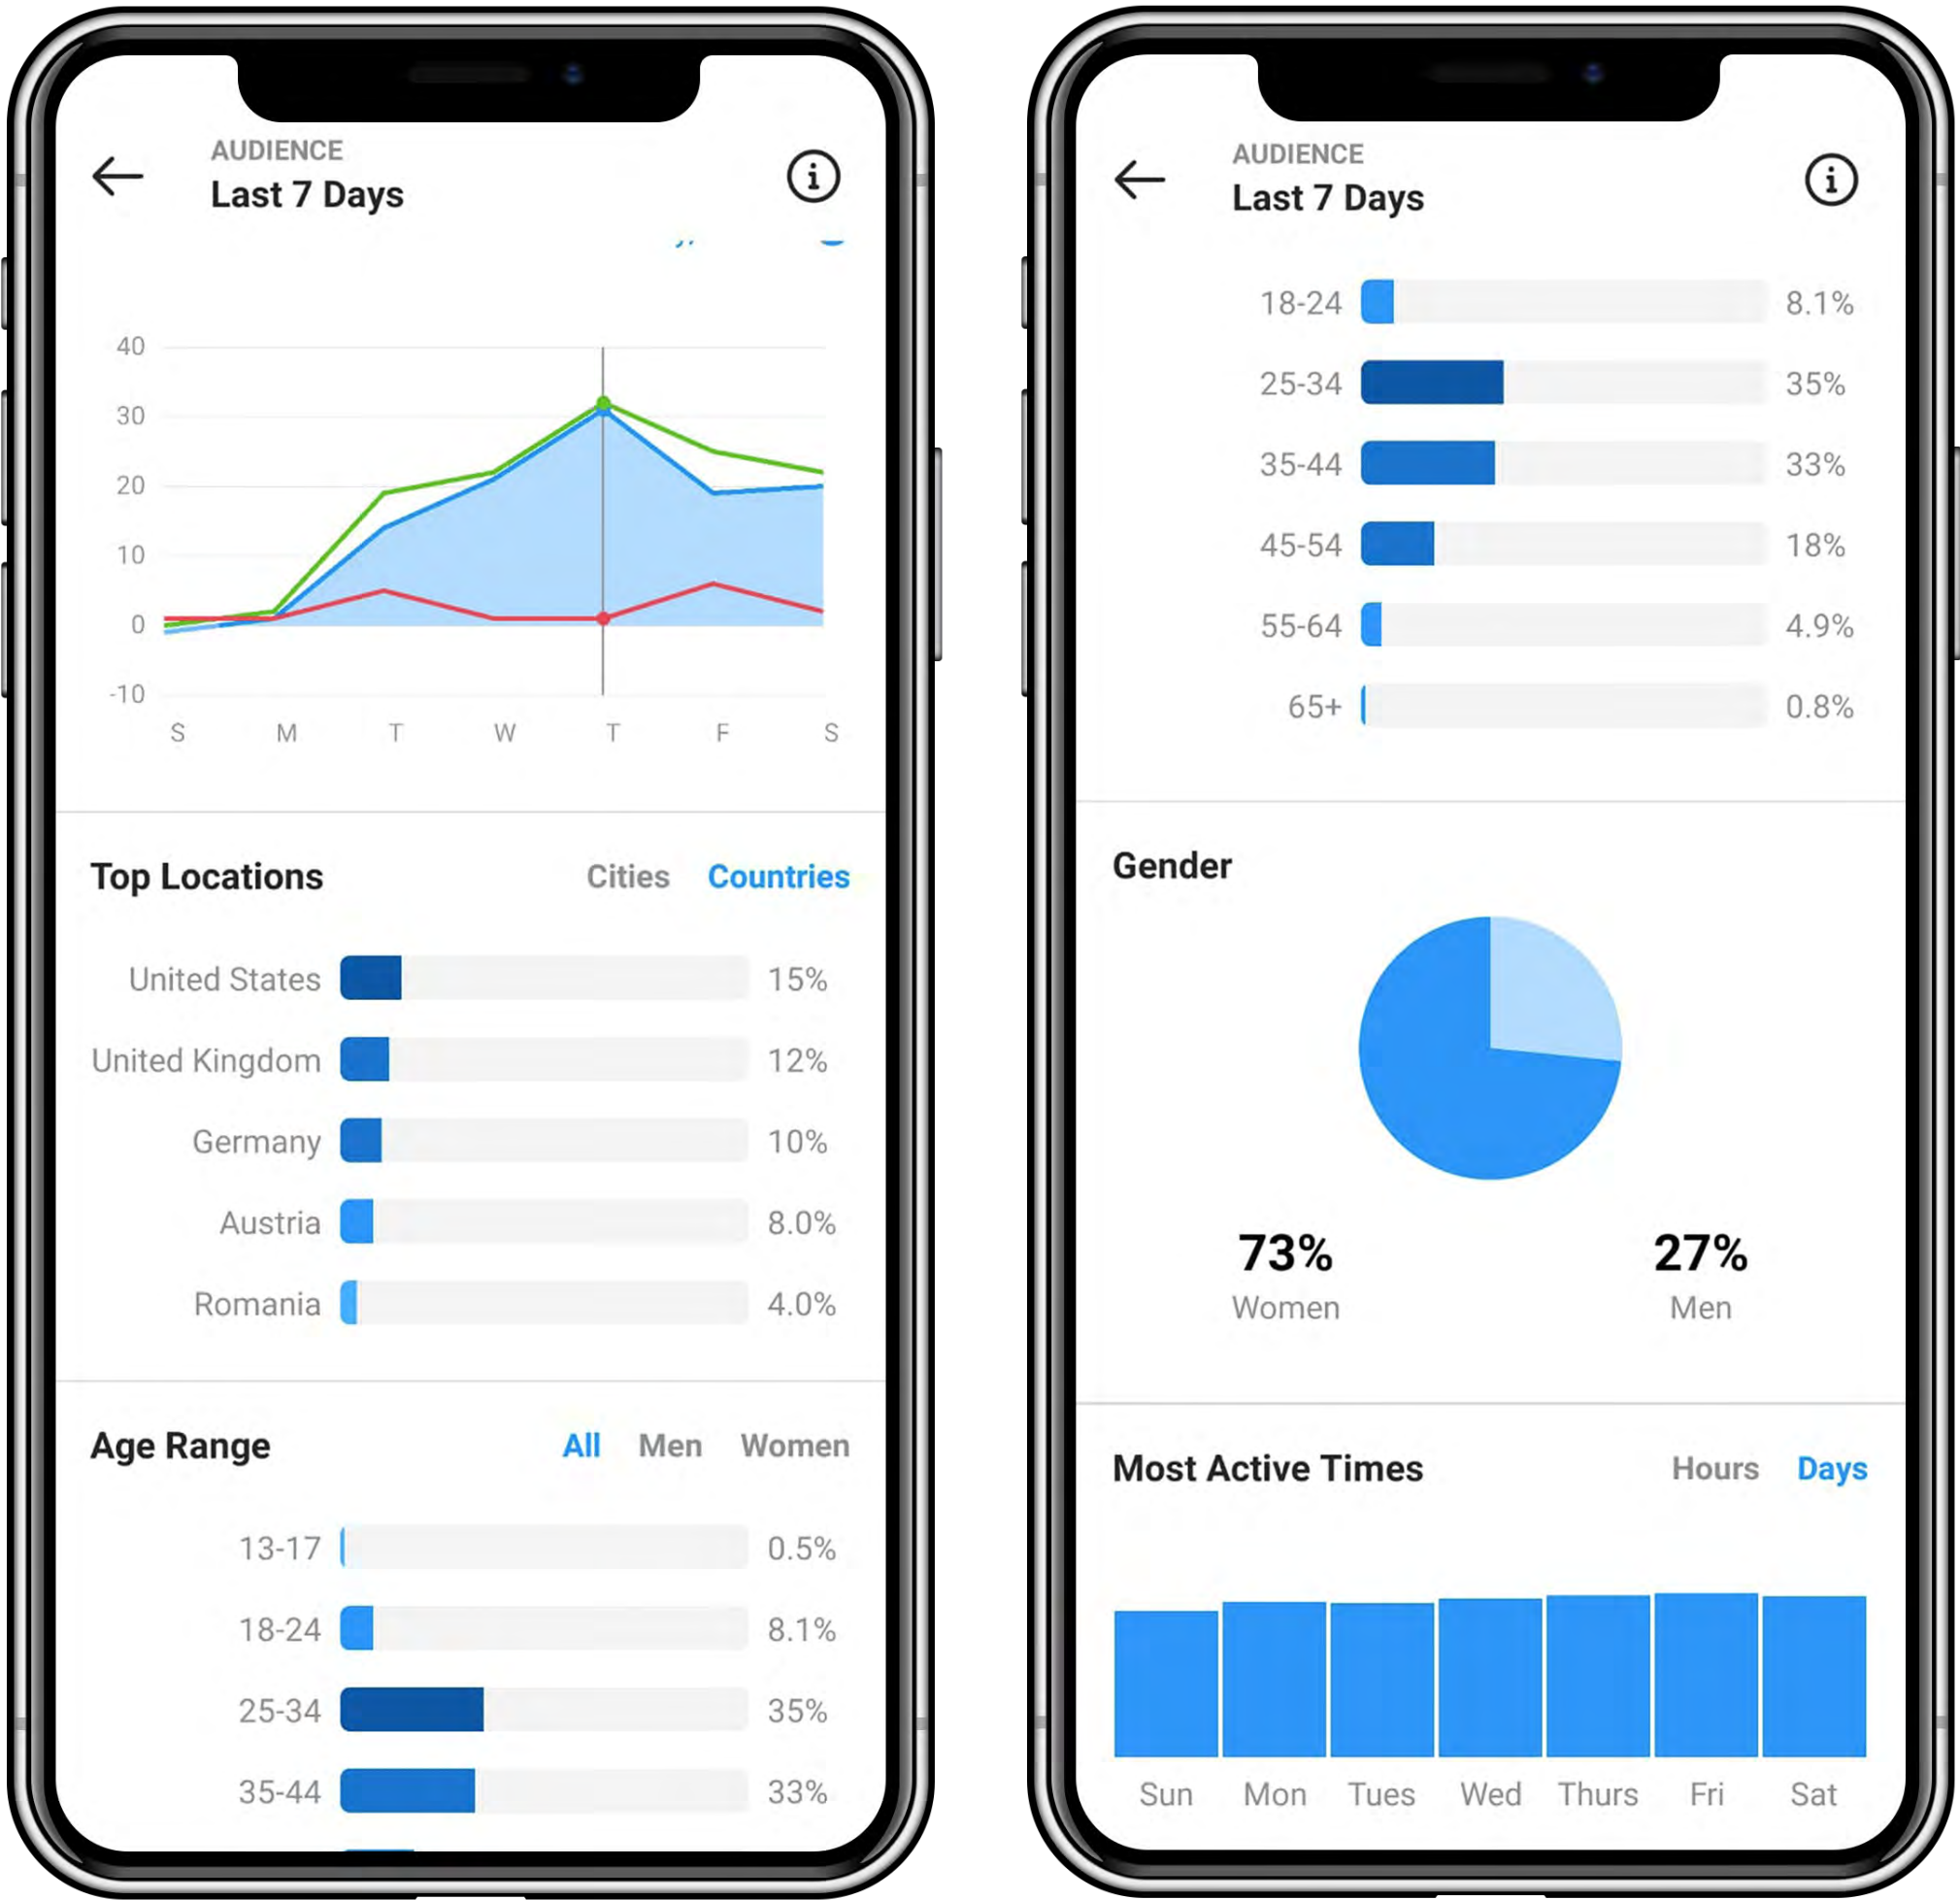 AUDIENCE
Last 7 Days
40
30
20
10
0
-10
S M T W T F S
Top Locations Cities Countries
United States 15%
United Kingdom 12%
Germany 10%
Austria 8.0%
Romania 4.0%
Age Range All Men Women
13-17 0.5%
18-24 8.1%
25-34 35%
35-44 33%
AUDIENCE
Last 7 Days
18-24 8.1%
25-34 35%
35-44 33%
45-54 18%
55-64 4.9%
65+ 0.8%
Gender
73% 27%
Women Men
Most Active Times Hours Days
Sun Mon Tues Wed Thurs Fri Sat